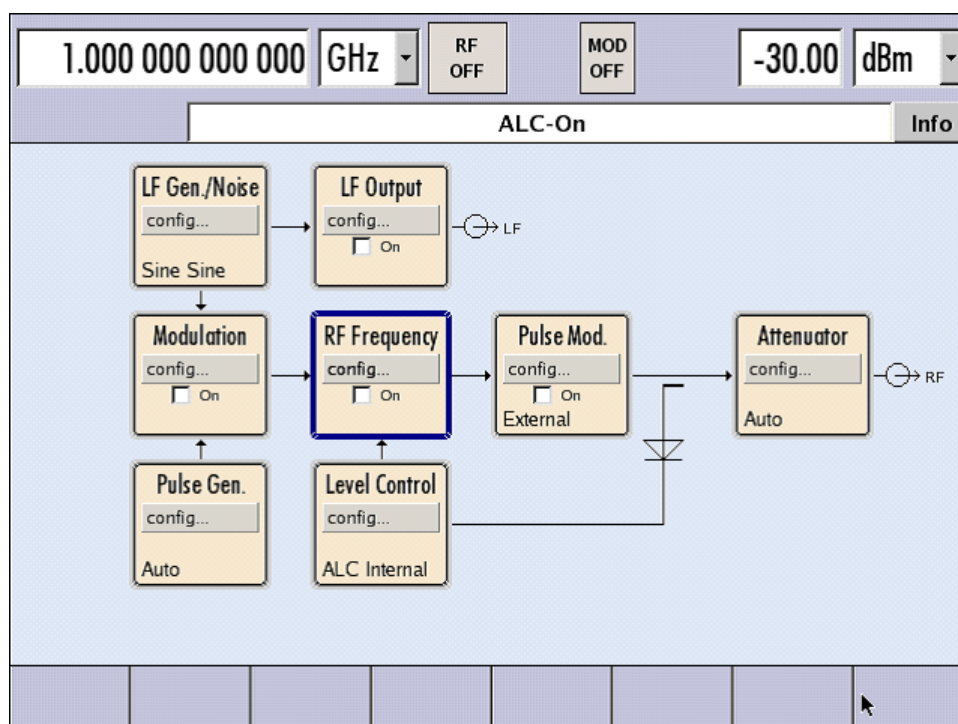 1.000 000 000 000 GHz RF OFF MOD OFF -30.00 dBm
ALC-On Info
LF Gen./Noise
config...
Sine Sine
LF Output
config...
On
LF
Modulation
config...
On
RF Frequency
config...
On
Pulse Mod.
config...
On
External
Attenuator
config...
Auto
RF
Pulse Gen.
config...
Auto
Level Control
config...
ALC Internal